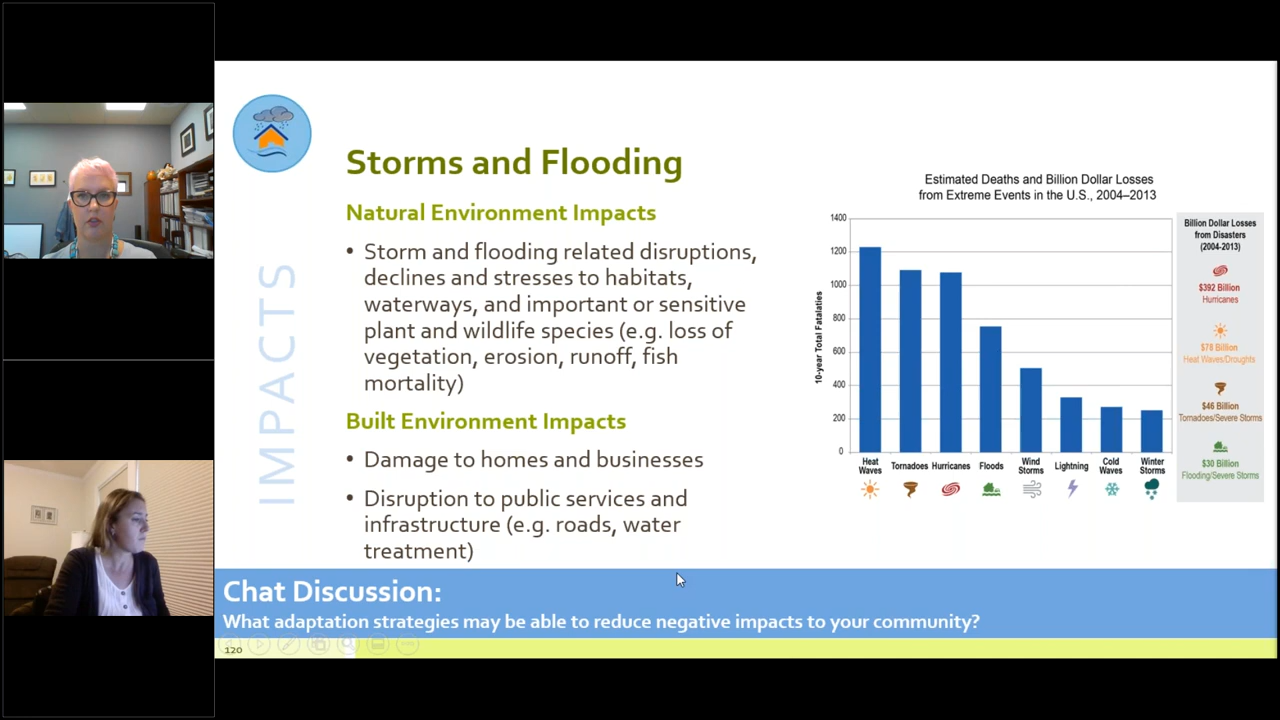 Storms and Flooding
Natural Environment Impacts
• Storm and flooding related disruptions,
declines and stresses to habitats,
waterways, and important or sensitive
plant and wildlife species (e.g. loss of
vegetation, erosion, runoff, fish
mortality)
Built Environment Impacts
• Damage to homes and businesses
• Disruption to public services and
infrastructure (e.g. roads, water
treatment)
IMPACTS
Estimated Deaths and Billion Dollar Losses
from Extreme Events in the U.S., 2004–2013
10-year Total Fatalaties
1400
1200
1000
800
600
400
200
0
Heat
Waves
Tornadoes
Hurricanes
Floods
Wind
Storms
Lightning
Cold
Waves
Winter
Storms
Billion Dollar Losses
from Disasters
(2004-2013)
$392 Billion
Hurricanes
$78 Billion
Heat Waves/Droughts
$46 Billion
Tornadoes/Severe Storms
$30 Billion
Flooding/Severe Storms
Chat Discussion:
What adaptation strategies may be able to reduce negative impacts to your community?
120